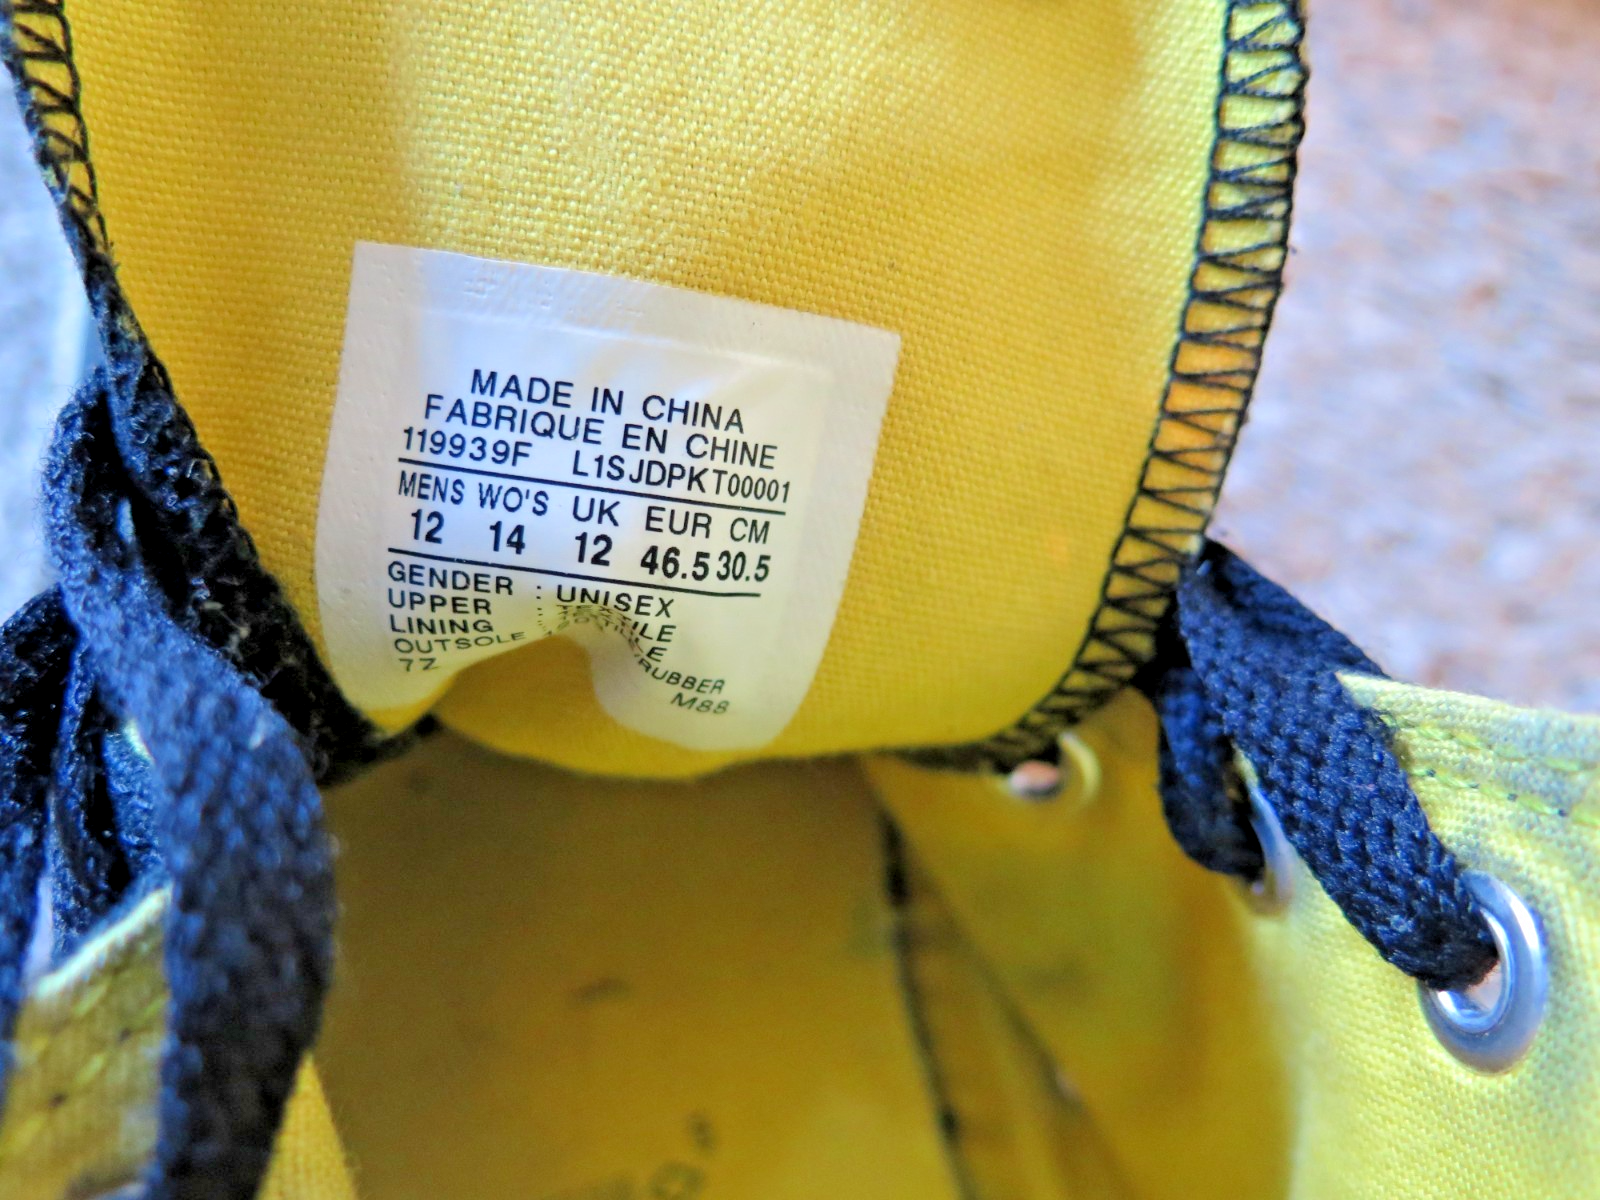 MADE IN CHINA
FABRIQUE EN CHINE
119939F L1SJDPKT00001
MENS WO'S UK EUR CM
12 14 12 46.5 30.5
GENDER : UNISEX
UPPER : TEXTILE
LINING
OUTSOLE RUBBER
7Z M88